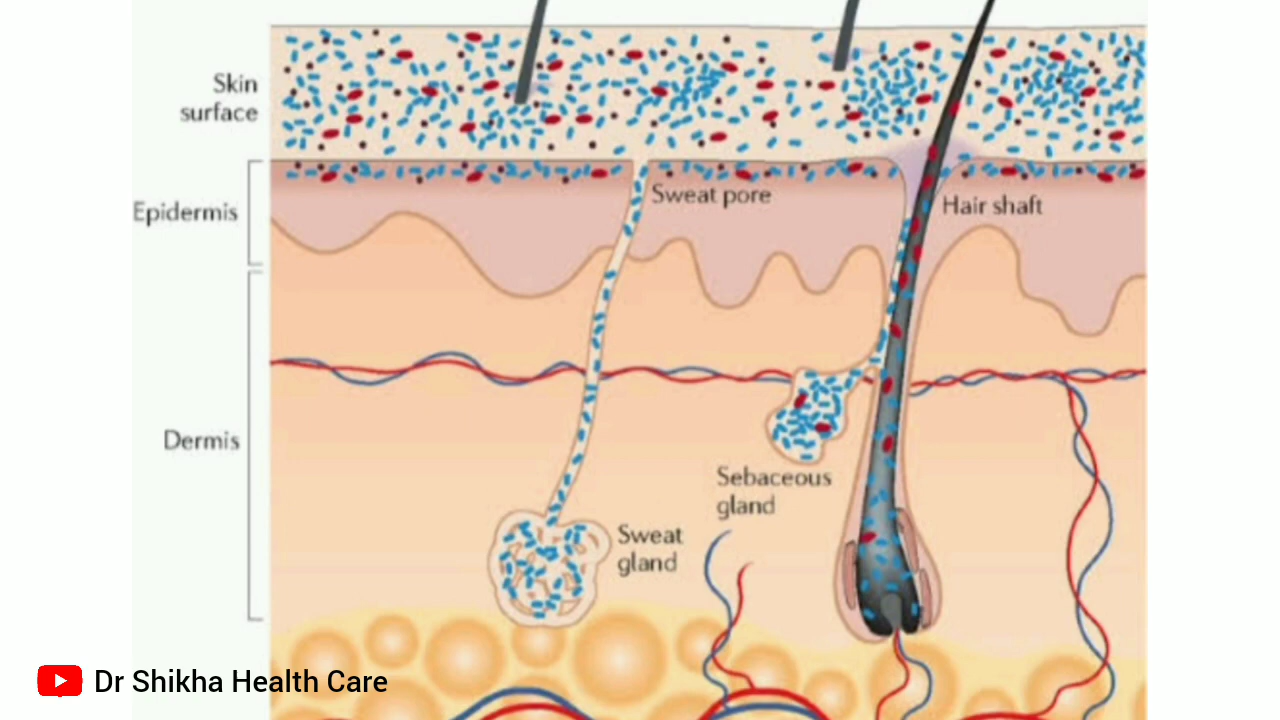 Skin
surface
Epidermis
Sweat pore
Hair shaft
Dermis
Sebaceous
gland
Sweat
gland
Dr Shikha Health Care